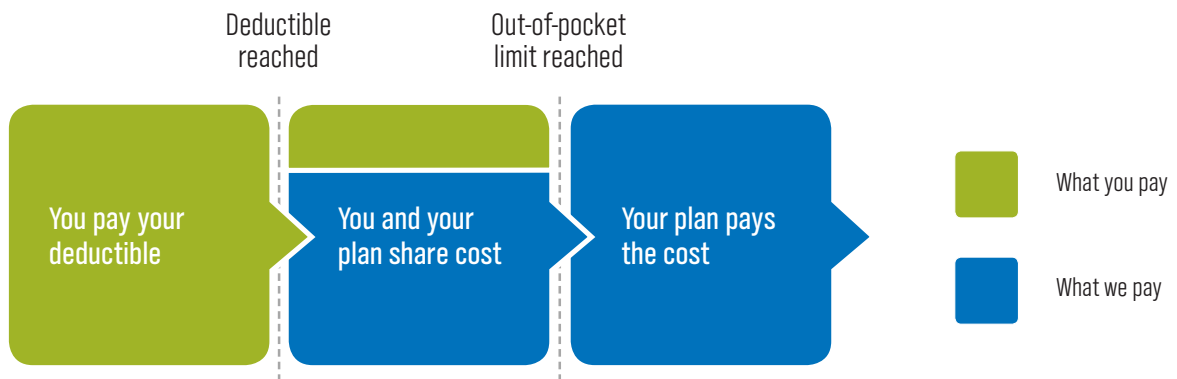 Deductible
reached
Out-of-pocket
limit reached
You pay your
deductible
You and your
plan share cost
Your plan pays
the cost
What you pay
What we pay